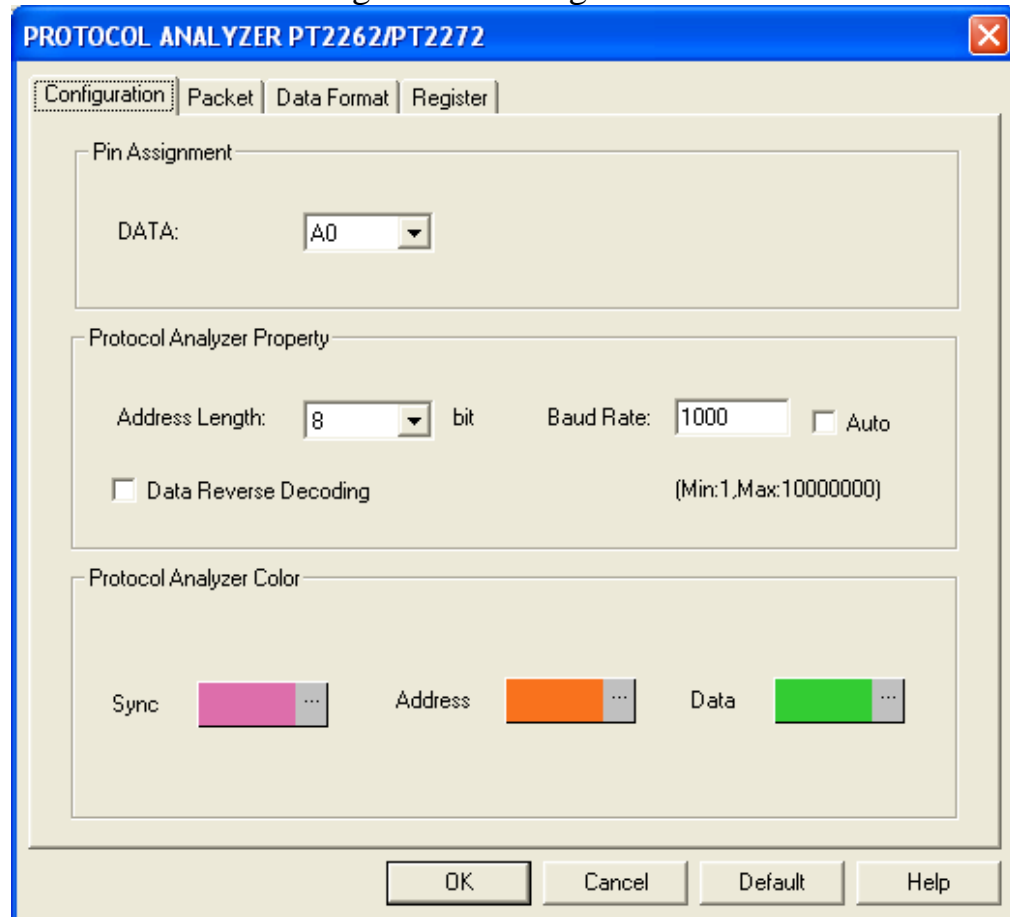 PROTOCOL ANALYZER PT2262/PT2272
Configuration Packet Data Format Register
Pin Assignment
DATA: A0
Protocol Analyzer Property
Address Length: 8 bit Baud Rate: 1000 Auto
Data Reverse Decoding (Min:1,Max:10000000)
Protocol Analyzer Color
Sync ... Address ... Data ...
OK Cancel Default Help